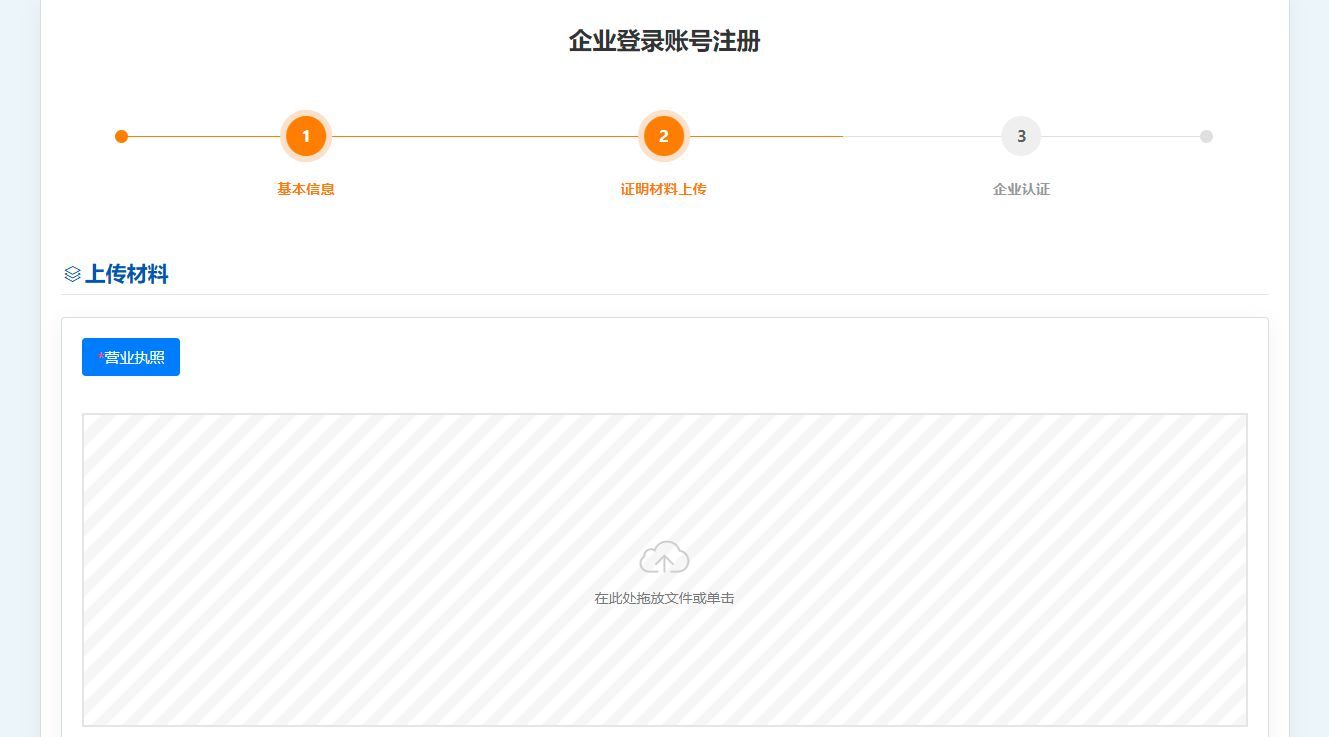 企业登录账号注册
1
2
3
基本信息
证明材料上传
企业认证
上传材料
*营业执照
在此处拖放文件或单击